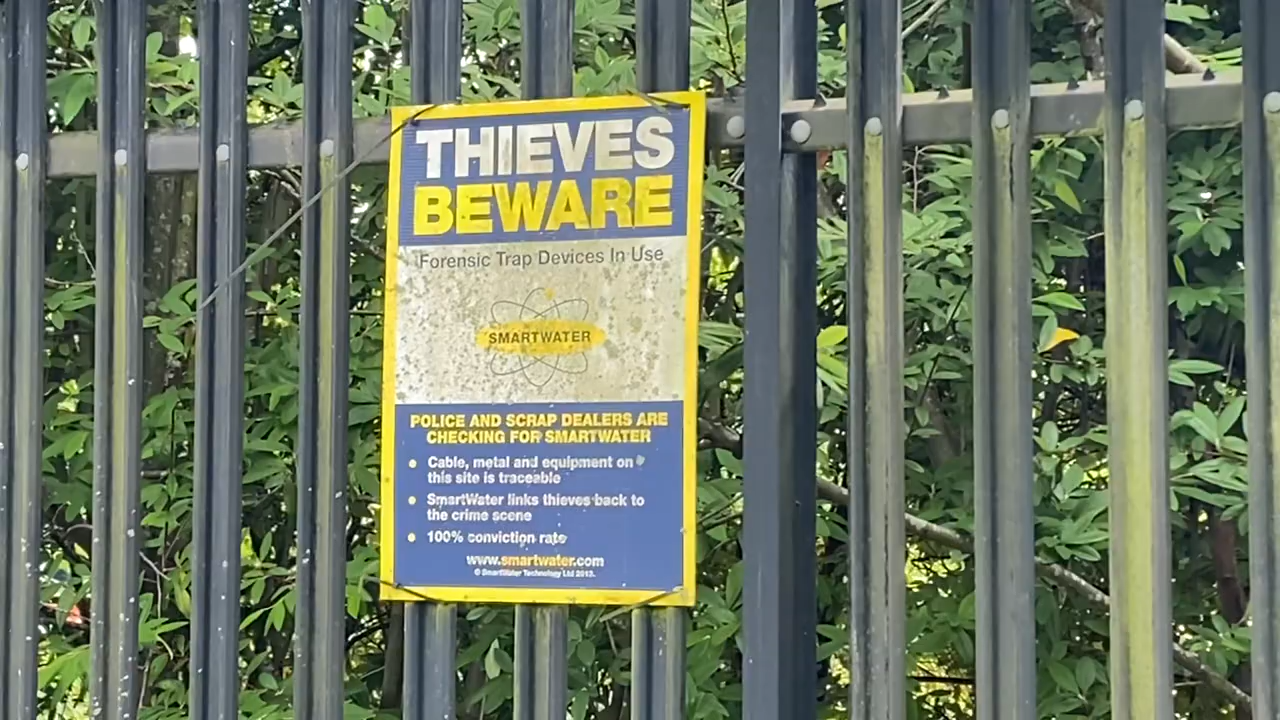 THIEVES
BEWARE
Forensic Trap Devices In Use
SMARTWATER
POLICE AND SCRAP DEALERS ARE
CHECKING FOR SMARTWATER
• Cable, metal and equipment on
this site is traceable
• SmartWater links thieves back to
the crime scene
• 100% conviction rate
www.smartwater.com
© SmartWater Technology Ltd 2013.